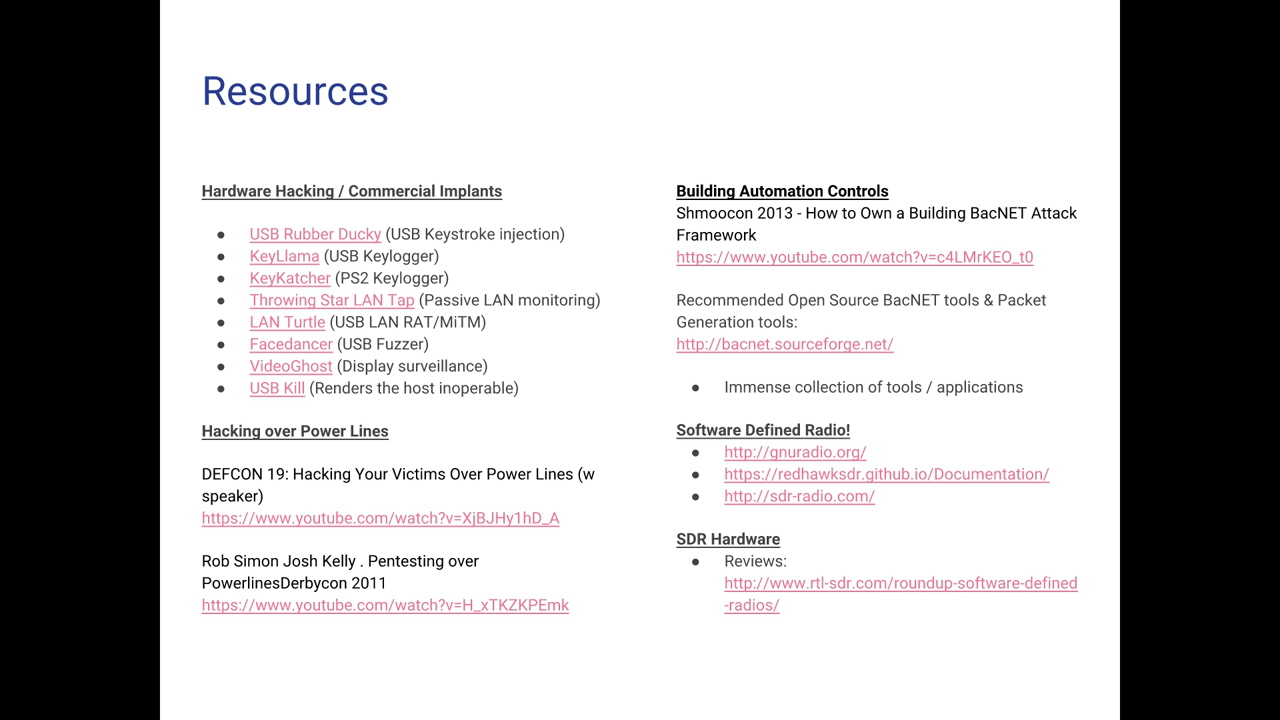 Resources
Hardware Hacking / Commercial Implants
● USB Rubber Ducky (USB Keystroke injection)
● KeyLlama (USB Keylogger)
● KeyKatcher (PS2 Keylogger)
● Throwing Star LAN Tap (Passive LAN monitoring)
● LAN Turtle (USB LAN RAT/MiTM)
● Facedancer (USB Fuzzer)
● VideoGhost (Display surveillance)
● USB Kill (Renders the host inoperable)
Hacking over Power Lines
DEFCON 19: Hacking Your Victims Over Power Lines (w
speaker)
https://www.youtube.com/watch?v=XjBJHy1hD_A
Rob Simon Josh Kelly . Pentesting over
PowerlinesDerbycon 2011
https://www.youtube.com/watch?v=H_xTKZKPEmk
Building Automation Controls
Shmoocon 2013 - How to Own a Building BacNET Attack
Framework
https://www.youtube.com/watch?v=c4LMrKEO_t0
Recommended Open Source BacNET tools & Packet
Generation tools:
http://bacnet.sourceforge.net/
● Immense collection of tools / applications
Software Defined Radio!
● http://gnuradio.org/
● https://redhawksdr.github.io/Documentation/
● http://sdr-radio.com/
SDR Hardware
● Reviews:
http://www.rtl-sdr.com/roundup-software-defined
-radios/